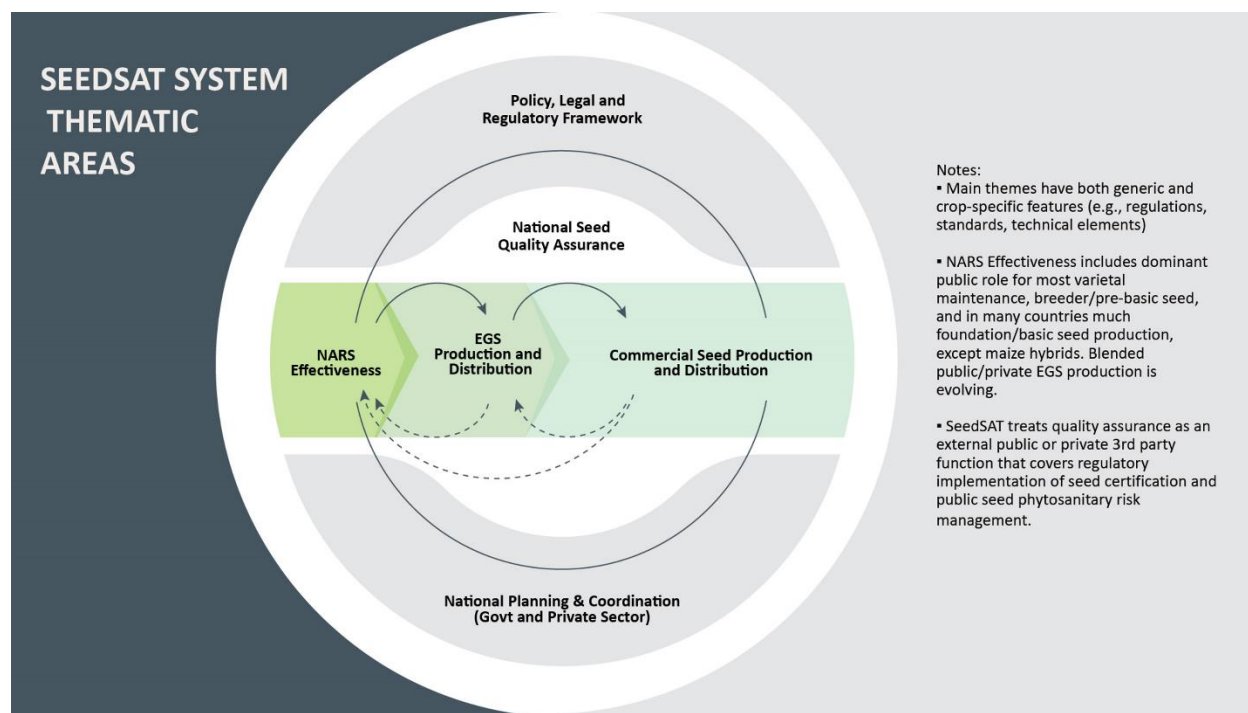 SEEDSAT SYSTEM
THEMATIC
AREAS
Policy, Legal and
Regulatory Framework
National Seed
Quality Assurance
NARS
Effectiveness
EGS
Production and
Distribution
Commercial Seed Production
and Distribution
National Planning & Coordination
(Govt and Private Sector)
Notes:
▪ Main themes have both generic and
crop-specific features (e.g., regulations,
standards, technical elements)
▪ NARS Effectiveness includes dominant
public role for most varietal
maintenance, breeder/pre-basic seed,
and in many countries much
foundation/basic seed production,
except maize hybrids. Blended
public/private EGS production is
evolving.
▪ SeedSAT treats quality assurance as an
external public or private 3rd party
function that covers regulatory
implementation of seed certification and
public seed phytosanitary risk
management.